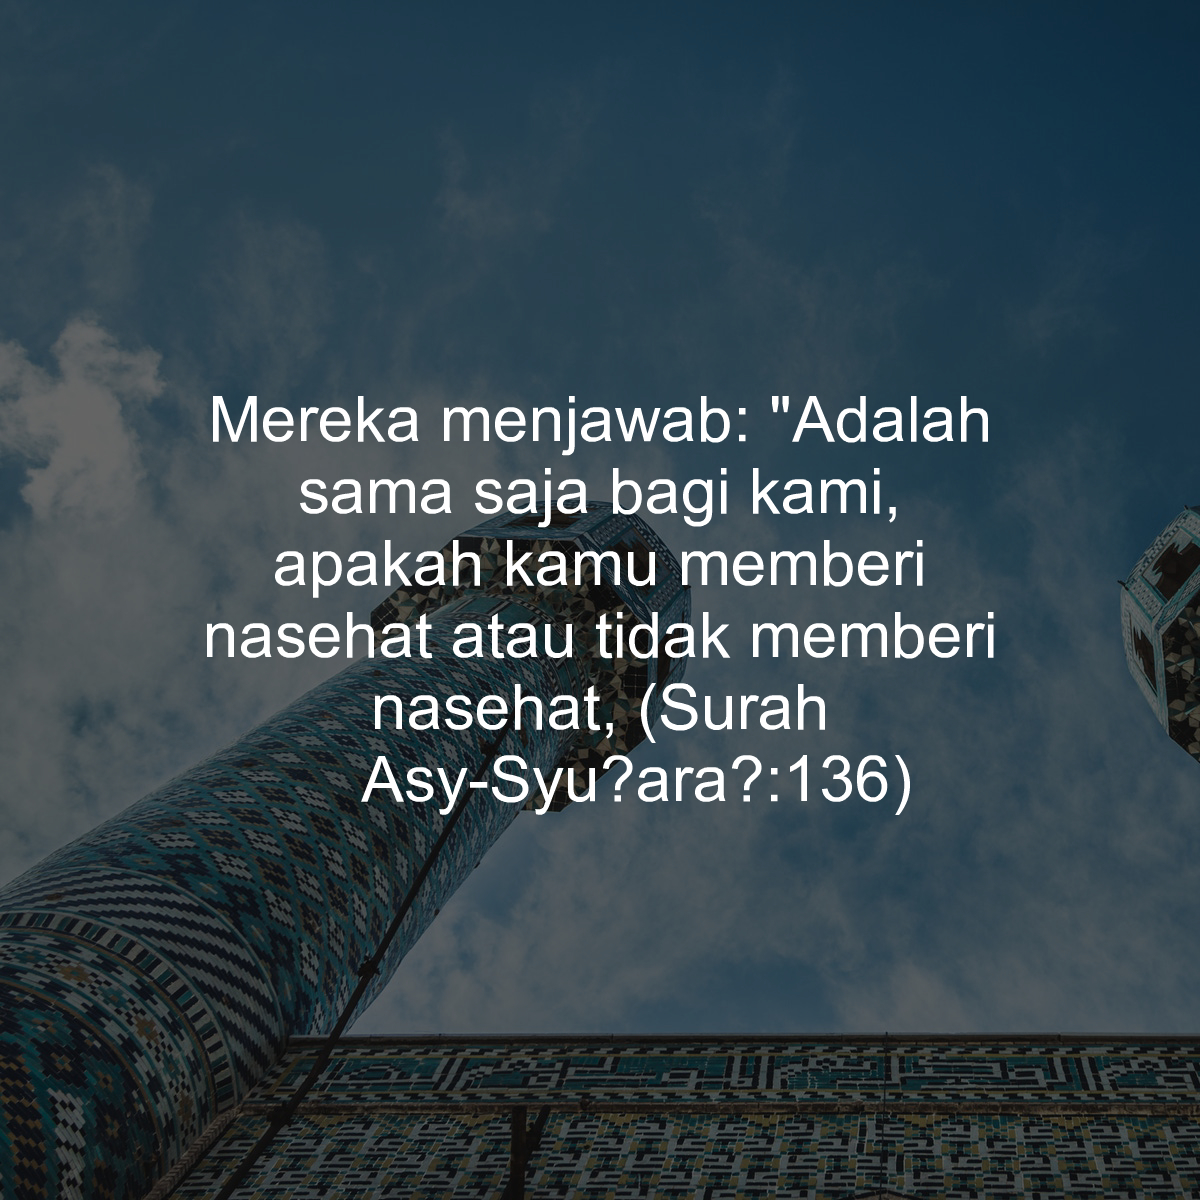 Mereka menjawab: "Adalah
sama saja bagi kami,
apakah kamu memberi
nasehat atau tidak memberi
nasehat, (Surah
Asy-Syu?ara?:136)